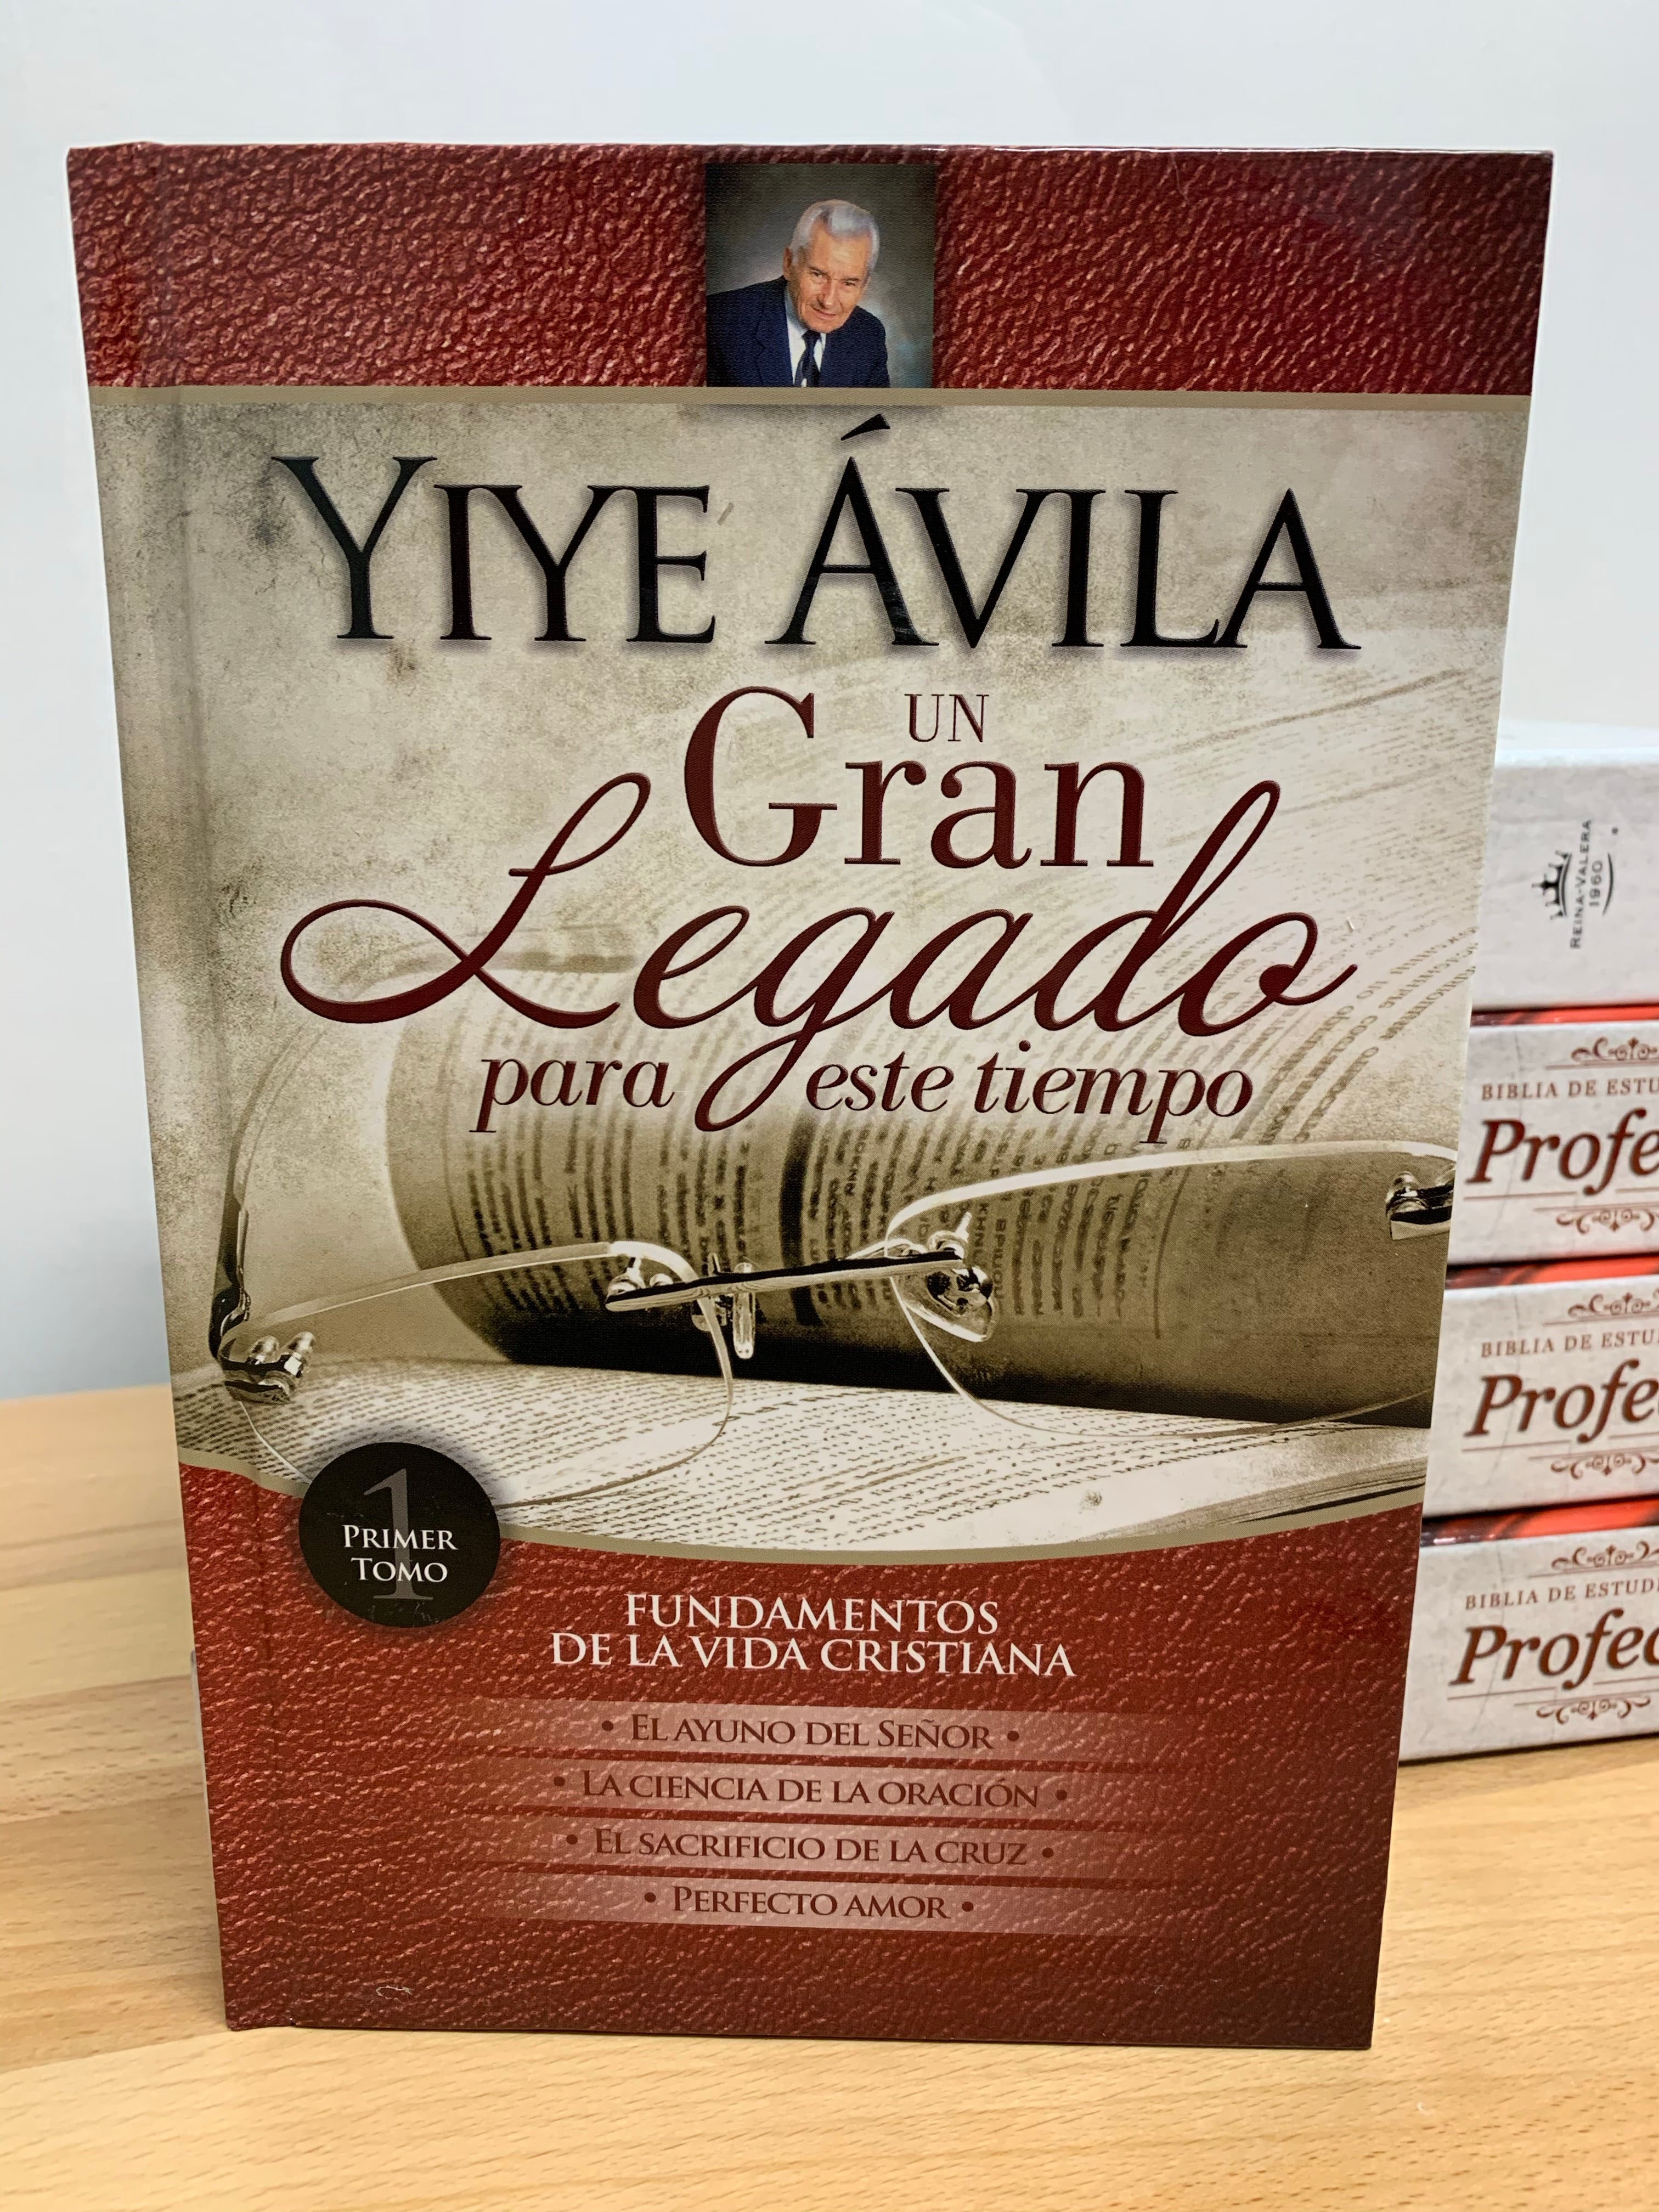 YIYE ÁVILA
UN
Gran
Legado
para este tiempo
1
PRIMER
TOMO
FUNDAMENTOS
DE LA VIDA CRISTIANA
• EL AYUNO DEL SEÑOR •
• LA CIENCIA DE LA ORACIÓN •
• EL SACRIFICIO DE LA CRUZ •
• PERFECTO AMOR •
REINA-VALERA
1960
BIBLIA DE ESTU
Profe
BIBLIA DE ESTU
Profe
BIBLIA DE ESTUD
Profec